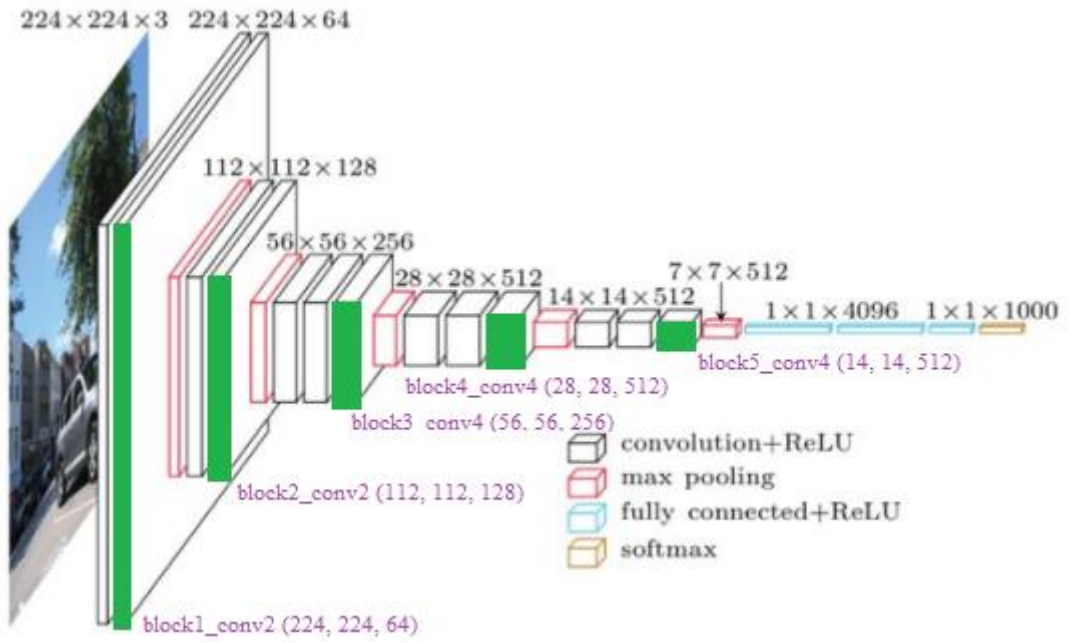 224×224×3
224×224×64
112×112×128
56×56×256
28×28×512
14×14×512
7×7×512
1×1×4096
1×1×1000
block5_conv4 (14, 14, 512)
block4_conv4 (28, 28, 512)
block3_conv4 (56, 56, 256)
block2_conv2 (112, 112, 128)
block1_conv2 (224, 224, 64)
convolution+ReLU
max pooling
fully connected+ReLU
softmax